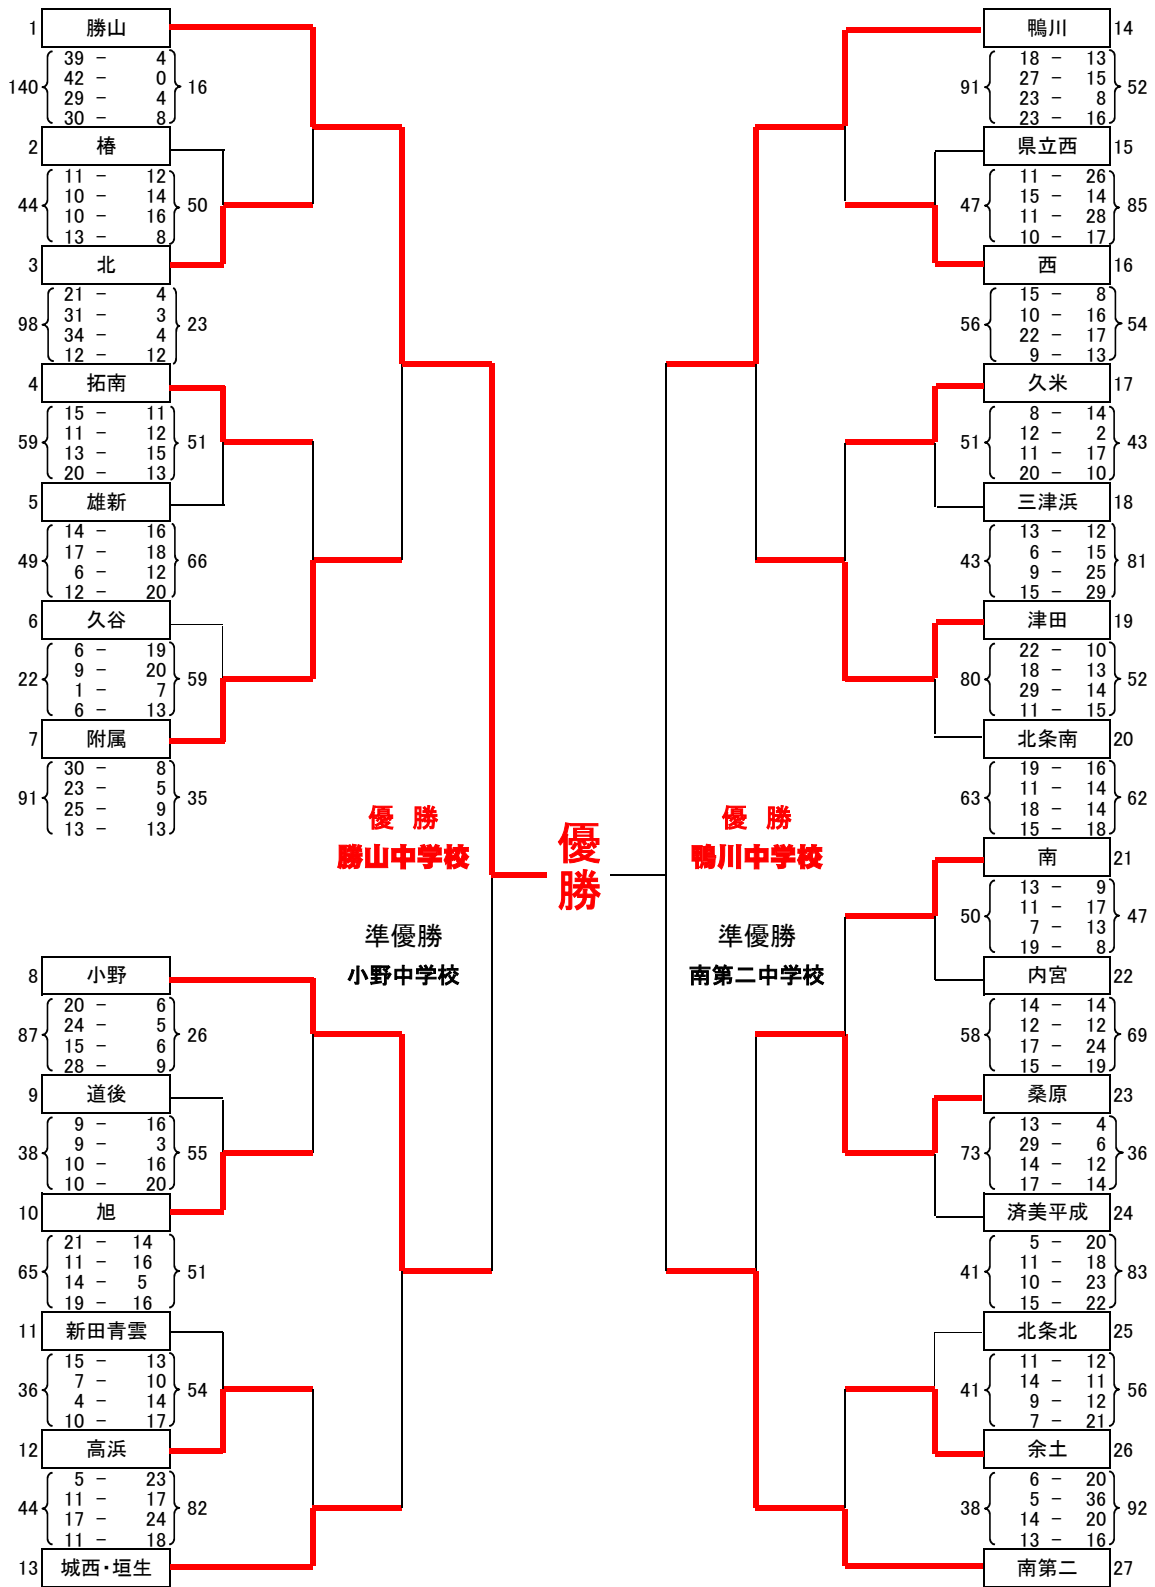 1 勝山
140 39 - 4 16
42 - 0
29 - 4
30 - 8
2 椿
44 11 - 12 50
10 - 14
10 - 16
13 - 8
3 北
98 21 - 4 23
31 - 3
34 - 4
12 - 12
4 拓南
59 15 - 11 51
11 - 12
13 - 15
20 - 13
5 雄新
49 14 - 16 66
17 - 18
6 - 12
12 - 20
6 久谷
22 6 - 19 59
9 - 20
1 - 7
6 - 13
7 附属
91 30 - 8 35
23 - 5
25 - 9
13 - 13
8 小野
87 20 - 6 26
24 - 5
15 - 6
28 - 9
9 道後
38 9 - 16 55
9 - 3
10 - 16
10 - 20
10 旭
65 21 - 14 51
11 - 16
14 - 5
19 - 16
11 新田青雲
36 15 - 13 54
7 - 10
4 - 14
10 - 17
12 高浜
44 5 - 23 82
11 - 17
17 - 24
11 - 18
13 城西・垣生
優 勝
勝山中学校
準優勝
小野中学校
優
勝
優 勝
鴨川中学校
準優勝
南第二中学校
鴨川 14
91 18 - 13 52
27 - 15
23 - 8
23 - 16
県立西 15
47 11 - 26 85
15 - 14
11 - 28
10 - 17
西 16
56 15 - 8 54
10 - 16
22 - 17
9 - 13
久米 17
51 8 - 14 43
12 - 2
11 - 17
20 - 10
三津浜 18
43 13 - 12 81
6 - 15
9 - 25
15 - 29
津田 19
80 22 - 10 52
18 - 13
29 - 14
11 - 15
北条南 20
63 19 - 16 62
11 - 14
18 - 14
15 - 18
南 21
50 13 - 9 47
11 - 17
7 - 13
19 - 8
内宮 22
58 14 - 14 69
12 - 12
17 - 24
15 - 19
桑原 23
73 13 - 4 36
29 - 6
14 - 12
17 - 14
済美平成 24
41 5 - 20 83
11 - 18
10 - 23
15 - 22
北条北 25
41 11 - 12 56
14 - 11
9 - 12
7 - 21
余土 26
38 6 - 20 92
5 - 36
14 - 20
13 - 16
南第二 27